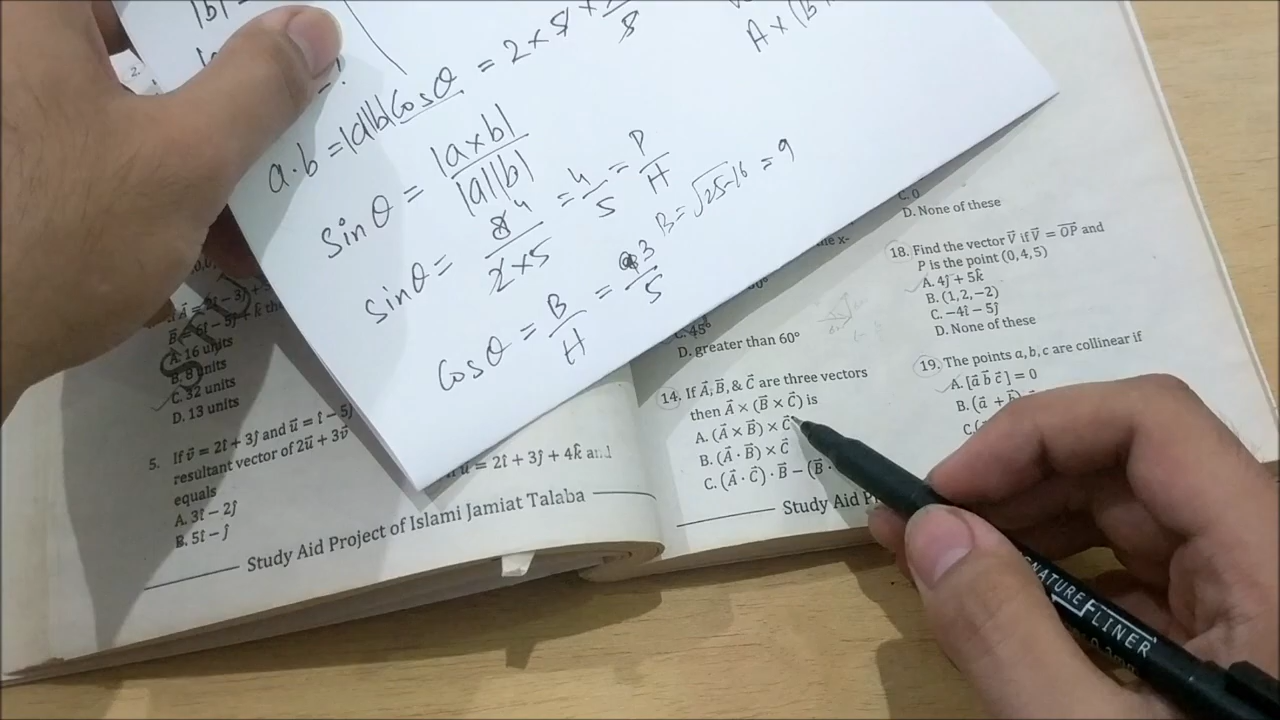 |b|
a·b = |a||b|cosθ = 2×5×
A×(B
sinθ = |a×b| / |a||b|
sinθ = 8 4 / 2×5 = 4/5 = P/H
B = √25-16 = 9
cosθ = B/H = 3/5
A. 16 units
B. 8 units
C. 32 units
D. 13 units
5. If v⃗ = 2î + 3ĵ and u⃗ = î − 5ĵ
resultant vector of 2u⃗ + 3v⃗
equals
A. 3î − 2ĵ
B. 5î − ĵ
u⃗ = 2î + 3ĵ + 4k̂ and
Study Aid Project of Islami Jamiat Talaba
C. 45°
D. greater than 60°
14. If A⃗, B⃗, & C⃗ are three vectors
then A⃗ × (B⃗ × C⃗) is
A. (A⃗ × B⃗) × C⃗
B. (A⃗ · B⃗) × C⃗
C. (A⃗ · C⃗) · B⃗ − (B⃗ ·
Study Aid P
C. 0
D. None of these
18. Find the vector V⃗ if V⃗ = OP⃗ and
P is the point (0, 4, 5)
A. 4ĵ + 5k̂
B. (1, 2, −2)
C. −4î − 5ĵ
D. None of these
19. The points a, b, c are collinear if
A. [a⃗ b⃗ c⃗] = 0
B. (a⃗ +
C.
SIGNATURE FLINER